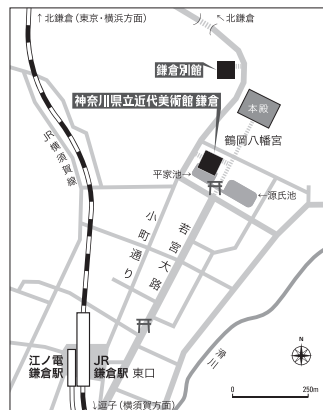 ↑北鎌倉(東京・横浜方面)
↖北鎌倉
鎌倉別館
神奈川県立近代美術館 鎌倉
本殿
鶴岡八幡宮
JR横須賀線
平家池→
←源氏池
小町通り
若宮大路
滑川
江ノ電
鎌倉駅
JR
鎌倉駅 東口
↓逗子(横須賀方面)
N
0
250m